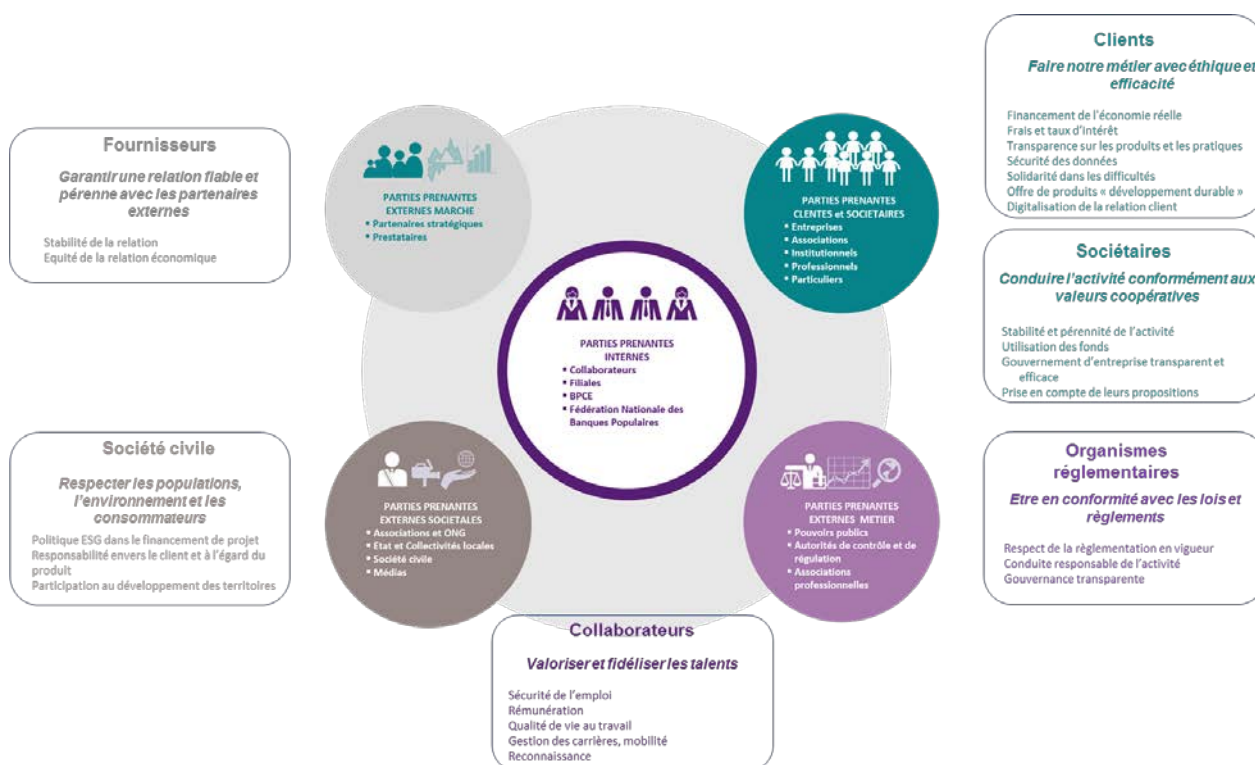 Clients
Faire notre métier avec éthique et
efficacité
Financement de l'économie réelle
Frais et taux d'intérêt
Transparence sur les produits et les pratiques
Sécurité des données
Solidarité dans les difficultés
Offre de produits « développement durable »
Digitalisation de la relation client
Fournisseurs
Garantir une relation fiable et
pérenne avec les partenaires
externes
Stabilité de la relation
Equité de la relation économique
PARTIES PRENANTES
EXTERNES MARCHE
▪ Partenaires stratégiques
▪ Prestataires
PARTIES PRENANTES
CLIENTES et SOCIETAIRES
▪ Entreprises
▪ Associations
▪ Institutionnels
▪ Professionnels
▪ Particuliers
Sociétaires
Conduire l'activité conformément aux
valeurs coopératives
Stabilité et pérennité de l'activité
Utilisation des fonds
Gouvernement d'entreprise transparent et
efficace
Prise en compte de leurs propositions
PARTIES PRENANTES
INTERNES
▪ Collaborateurs
▪ Filiales
▪ BPCE
▪ Fédération Nationale des
Banques Populaires
Société civile
Respecter les populations,
l'environnement et les
consommateurs
Politique ESG dans le financement de projet
Responsabilité envers le client et à l'égard du
produit
Participation au développement des territoires
PARTIES PRENANTES
EXTERNES SOCIETALES
▪ Associations et ONG
▪ Etat et Collectivités locales
▪ Société civile
▪ Médias
PARTIES PRENANTES
EXTERNES METIER
▪ Pouvoirs publics
▪ Autorités de contrôle et de
régulation
▪ Associations
professionnelles
Organismes
réglementaires
Etre en conformité avec les lois et
règlements
Respect de la règlementation en vigueur
Conduite responsable de l'activité
Gouvernance transparente
Collaborateurs
Valoriser et fidéliser les talents
Sécurité de l'emploi
Rémunération
Qualité de vie au travail
Gestion des carrières, mobilité
Reconnaissance